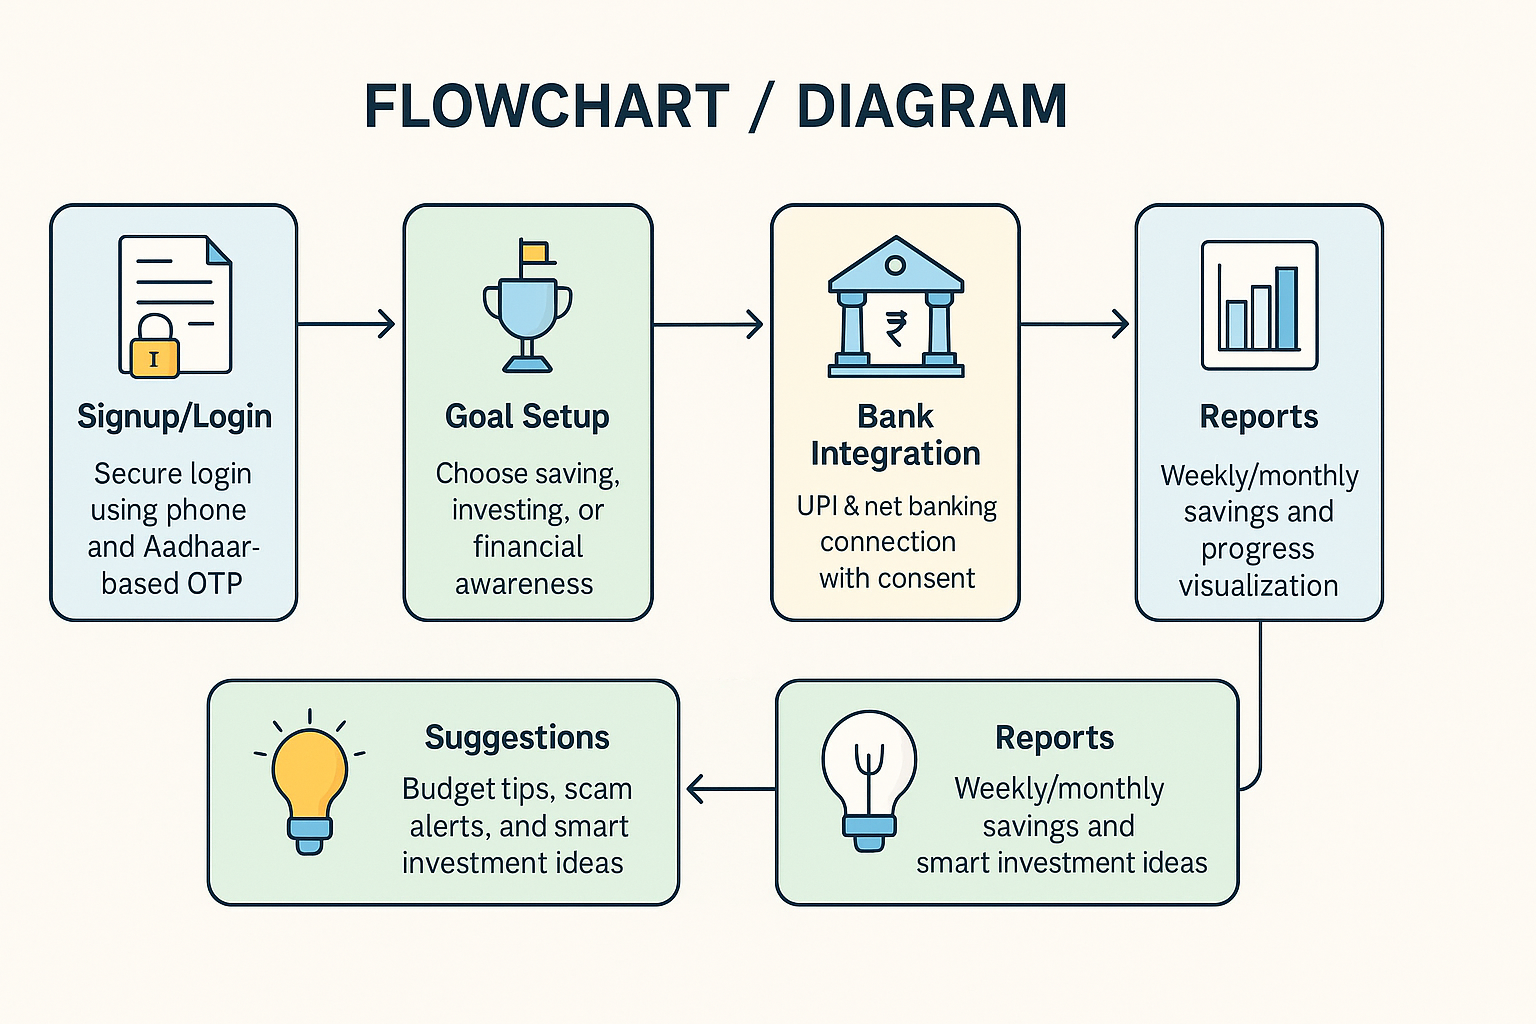 FLOWCHART / DIAGRAM
Signup/Login
Secure login
using phone
and Aadhaar-
based OTP
Goal Setup
Choose saving,
investing, or
financial
awareness
₹
Bank
Integration
UPI & net banking
connection
with consent
Reports
Weekly/monthly
savings and
progress
visualization
Suggestions
Budget tips, scam
alerts, and smart
investment ideas
Reports
Weekly/monthly
savings and
smart investment ideas